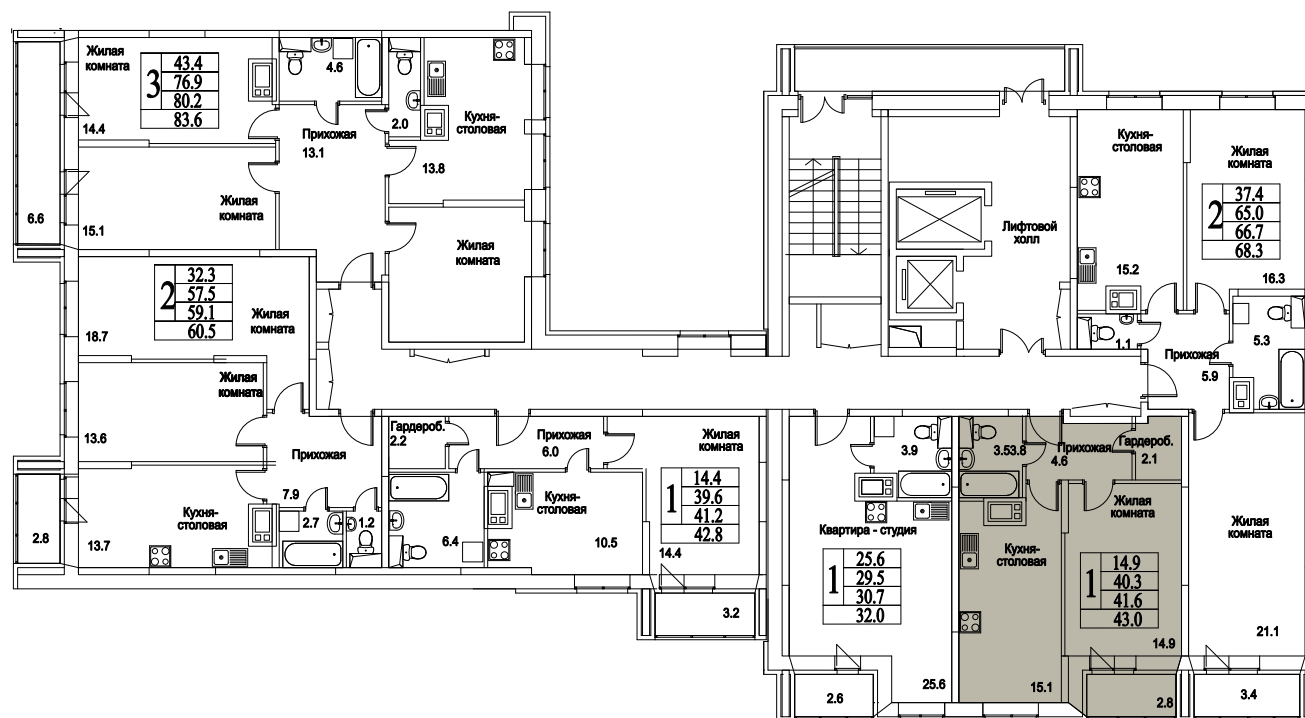 Жилая
комната
3
43.4
76.9
80.2
83.6
14.4
4.6
2.0
Прихожая
13.1
Кухня-
столовая
13.8
Жилая
комната
15.1
6.6
Жилая
комната
2
32.3
57.5
59.1
60.5
Жилая
комната
18.7
Жилая
комната
13.6
Прихожая
7.9
Кухня-
столовая
13.7
2.8
2.7
1.2
Гардероб.
2.2
Прихожая
6.0
Жилая
комната
1
14.4
39.6
41.2
42.8
14.4
Кухня-
столовая
10.5
6.4
3.2
Лифтовой
холл
Кухня-
столовая
15.2
Жилая
комната
2
37.4
65.0
66.7
68.3
16.3
1.1
Прихожая
5.9
5.3
3.9
Квартира - студия
1
25.6
29.5
30.7
32.0
25.6
2.6
3.53.8
Прихожая
4.6
Гардероб.
2.1
Жилая
комната
Кухня-
столовая
1
14.9
40.3
41.6
43.0
14.9
15.1
2.8
Жилая
комната
21.1
3.4